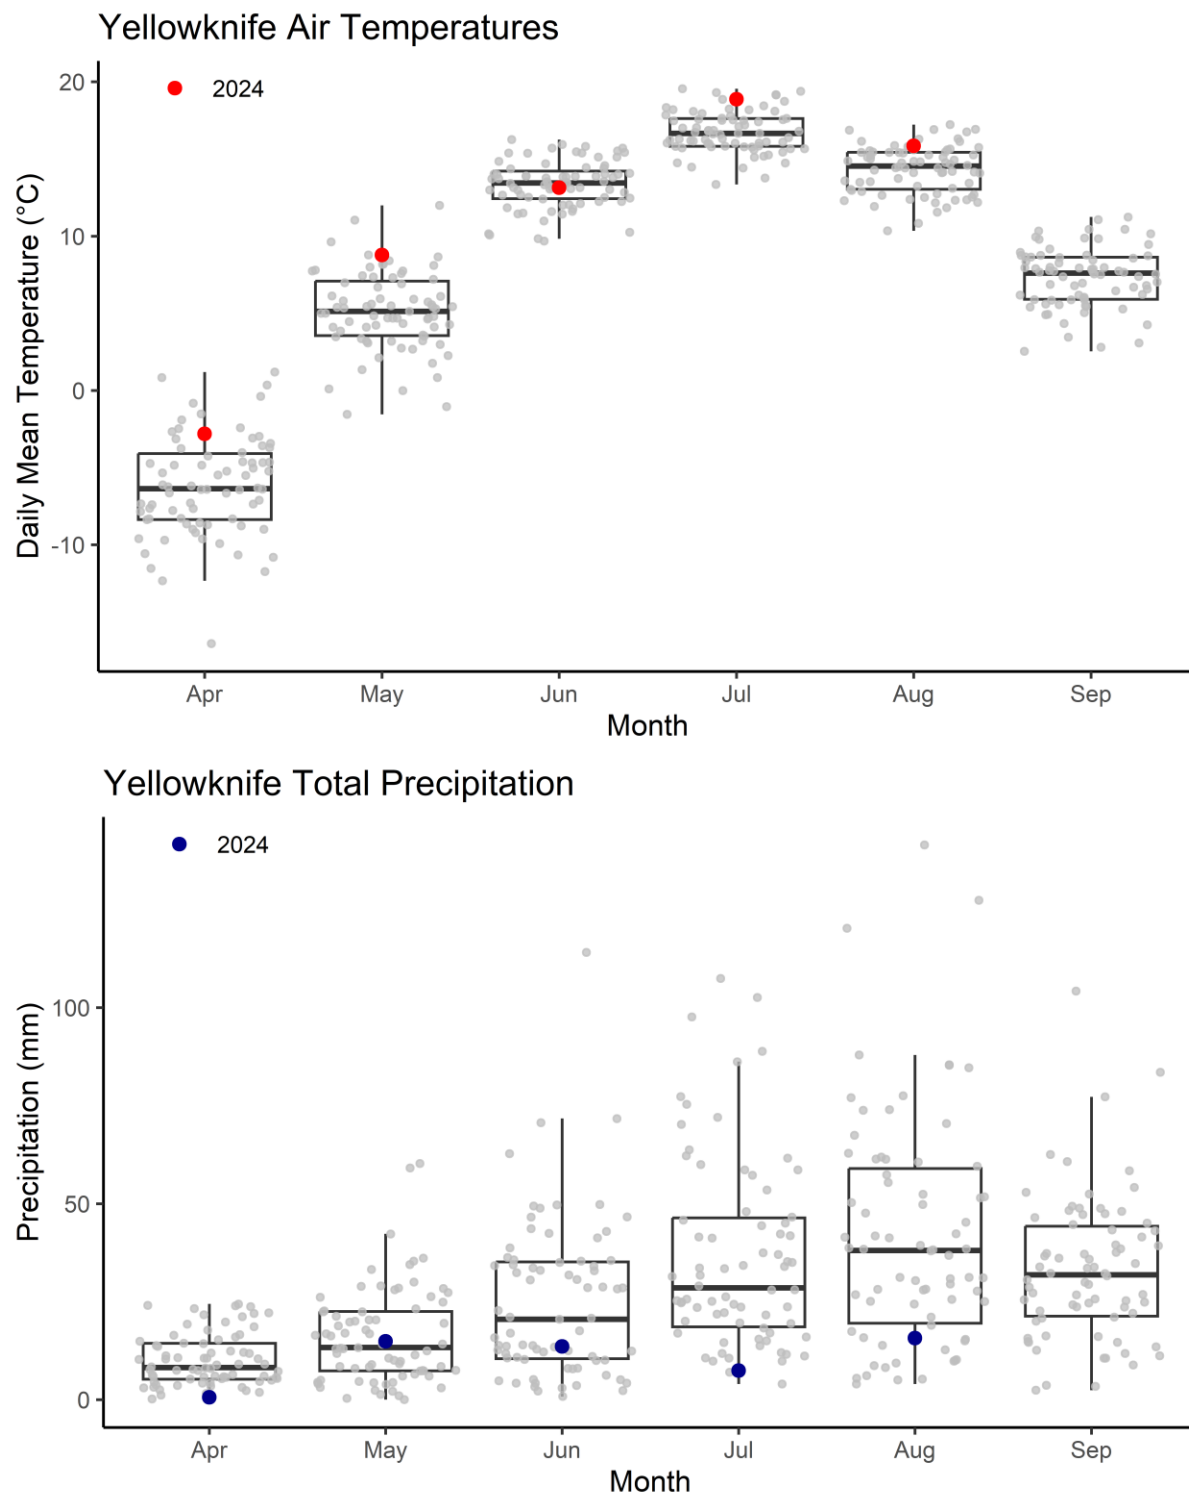 Yellowknife Air Temperatures
2024
Daily Mean Temperature (°C)
20
10
0
-10
Apr May Jun Jul Aug Sep
Month
Yellowknife Total Precipitation
2024
Precipitation (mm)
100
50
0
Apr May Jun Jul Aug Sep
Month